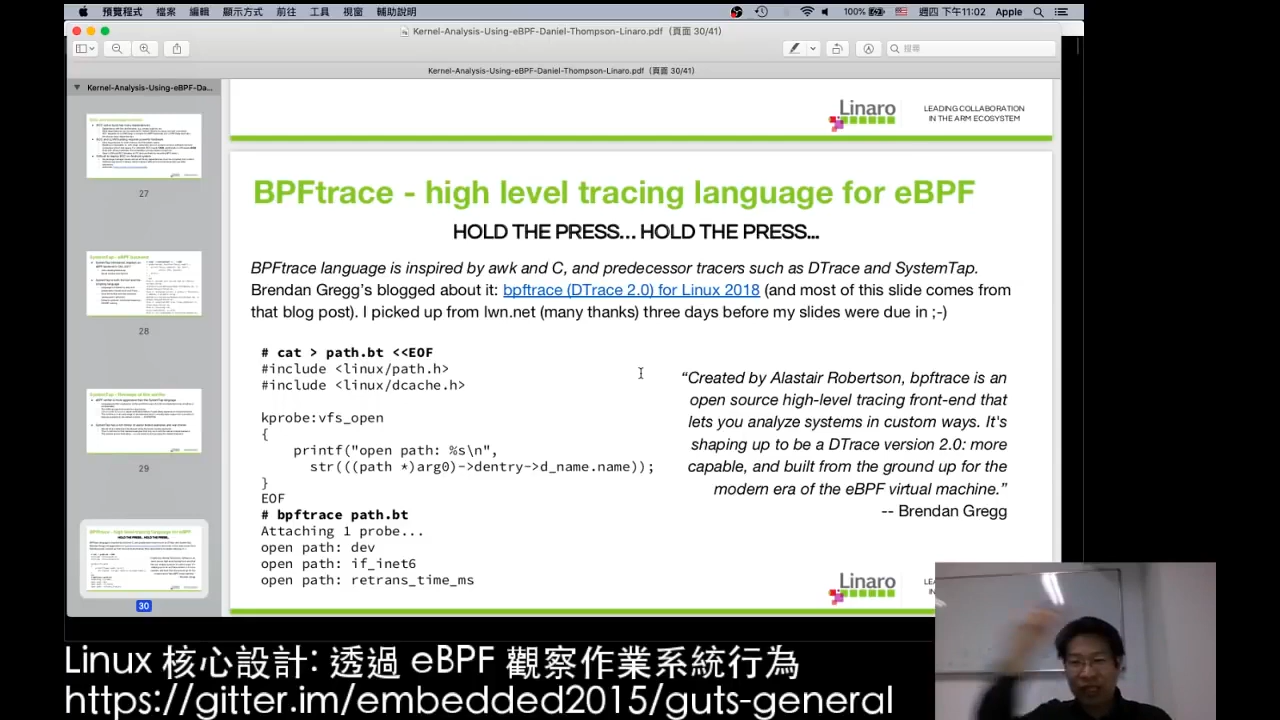 預覽程式 檔案 編輯 顯示方式 前往 工具 視窗 輔助說明 100% 週四 下午11:02 Apple
Kernel-Analysis-Using-eBPF-Daniel-Thompson-Linaro.pdf（頁面 30/41）
搜尋
Kernel-Analysis-Using-eBPF-Daniel-Thompson-Linaro.pdf（頁面 30/41）
Kernel-Analysis-Using-eBPF-Da...
27
28
29
30
Linaro
LEADING COLLABORATION
IN THE ARM ECOSYSTEM
BPFtrace - high level tracing language for eBPF
HOLD THE PRESS… HOLD THE PRESS...
BPFtrace language is inspired by awk and C, and predecessor tracers such as DTrace and SystemTap.
Brendan Gregg's blogged about it: bpftrace (DTrace 2.0) for Linux 2018 (and most of this slide comes from
that blog post). I picked up from lwn.net (many thanks) three days before my slides were due in ;-)
# cat > path.bt <<EOF
#include <linux/path.h>
#include <linux/dcache.h>
kprobe:vfs_open
{
printf("open path: %s\n",
str(((path *)arg0)->dentry->d_name.name));
}
EOF
# bpftrace path.bt
Attaching 1 probe...
open path: dev
open path: if_inet6
open path: retrans_time_ms
“Created by Alastair Robertson, bpftrace is an
open source high-level tracing front-end that
lets you analyze systems in custom ways. It's
shaping up to be a DTrace version 2.0: more
capable, and built from the ground up for the
modern era of the eBPF virtual machine.”
-- Brendan Gregg
Linaro
Linux 核心設計: 透過 eBPF 觀察作業系統行為
https://gitter.im/embedded2015/guts-general